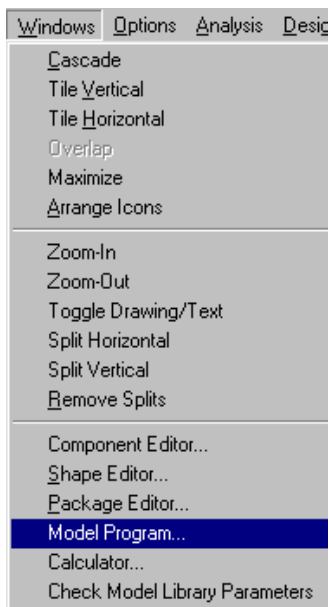 Windows Options Analysis Desig
Cascade
Tile Vertical
Tile Horizontal
Overlap
Maximize
Arrange Icons
Zoom-In
Zoom-Out
Toggle Drawing/Text
Split Horizontal
Split Vertical
Remove Splits
Component Editor...
Shape Editor...
Package Editor...
Model Program...
Calculator...
Check Model Library Parameters